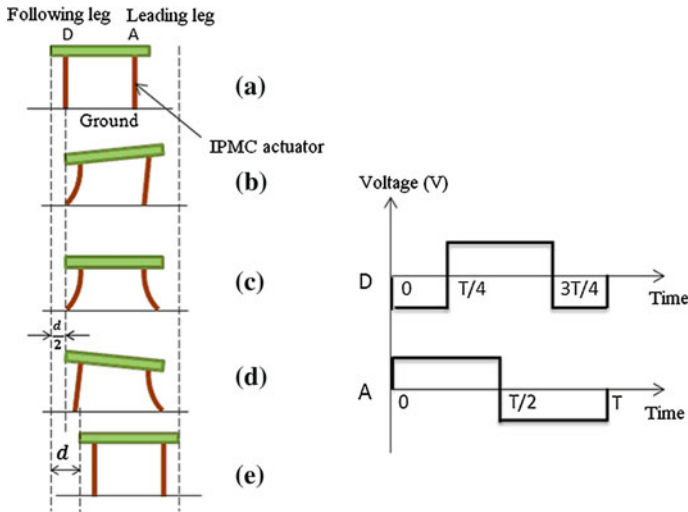 Following leg Leading leg
D A
(a)
Ground
IPMC actuator
(b)
(c)
d/2
(d)
d
(e)
Voltage (V)
D 0 T/4 3T/4 Time
A 0 T/2 T Time